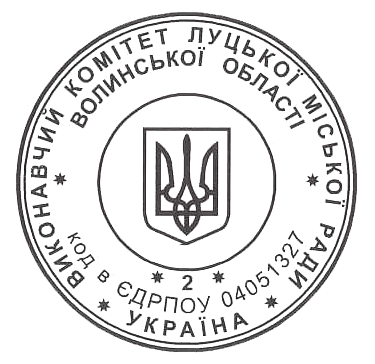 ВИКОНАВЧИЙ КОМІТЕТ ЛУЦЬКОЇ МІСЬКОЇ РАДИ
ВОЛИНСЬКОЇ ОБЛАСТІ
* 2 *
код в ЄДРПОУ 04051327
* УКРАЇНА *